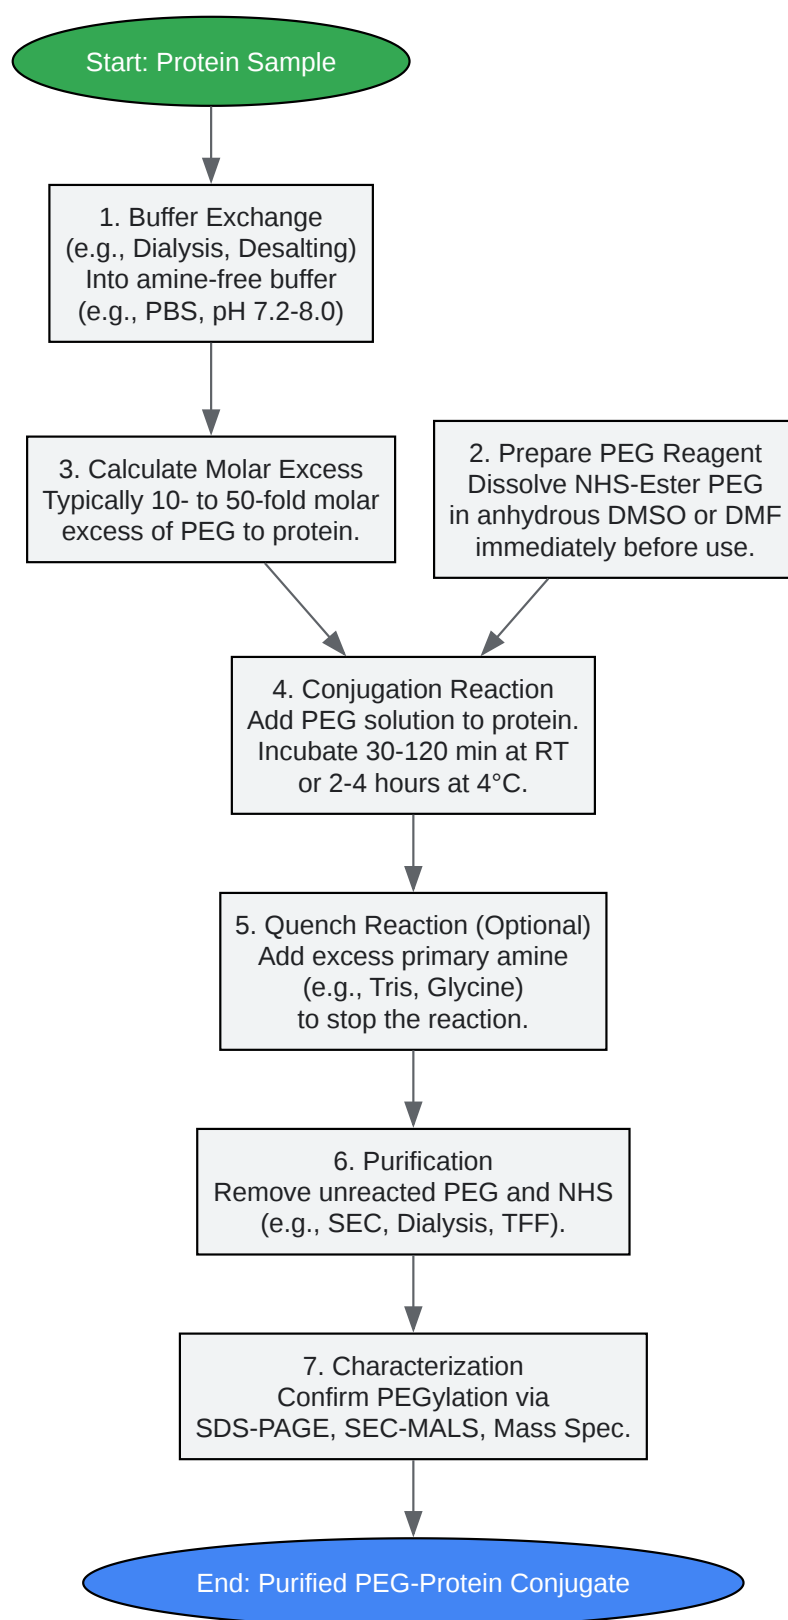 Start: Protein Sample
1. Buffer Exchange
(e.g., Dialysis, Desalting)
Into amine-free buffer
(e.g., PBS, pH 7.2-8.0)
3. Calculate Molar Excess
Typically 10- to 50-fold molar
excess of PEG to protein.
2. Prepare PEG Reagent
Dissolve NHS-Ester PEG
in anhydrous DMSO or DMF
immediately before use.
4. Conjugation Reaction
Add PEG solution to protein.
Incubate 30-120 min at RT
or 2-4 hours at 4°C.
5. Quench Reaction (Optional)
Add excess primary amine
(e.g., Tris, Glycine)
to stop the reaction.
6. Purification
Remove unreacted PEG and NHS
(e.g., SEC, Dialysis, TFF).
7. Characterization
Confirm PEGylation via
SDS-PAGE, SEC-MALS, Mass Spec.
End: Purified PEG-Protein Conjugate